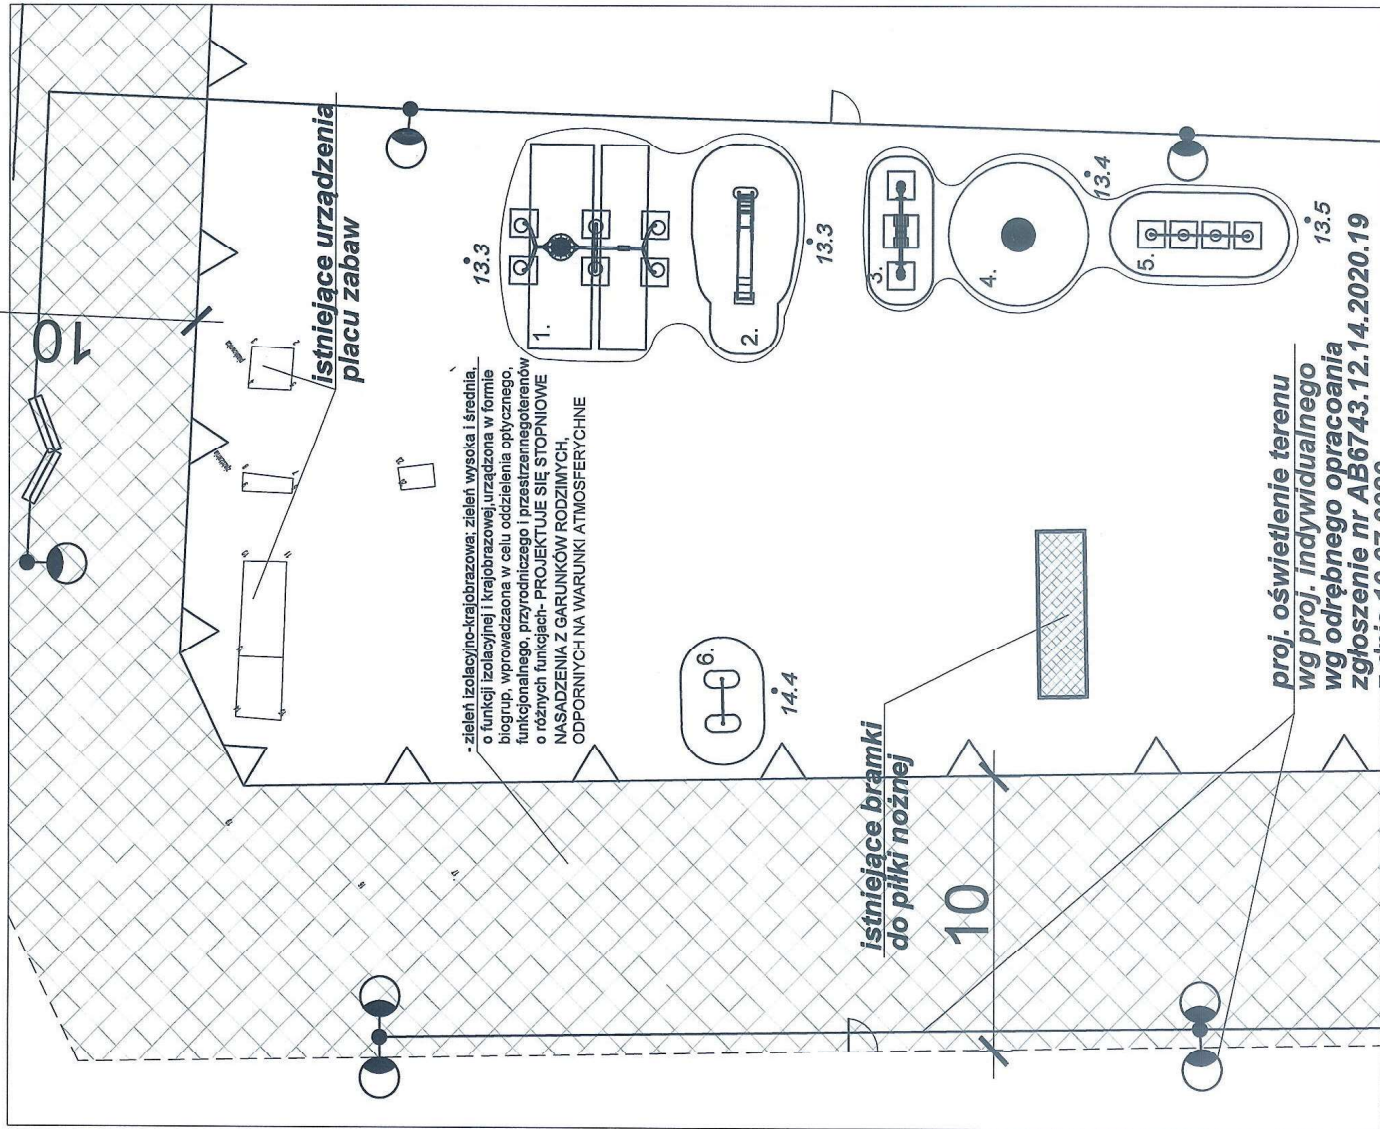 10
istniejące urządzenia
placu zabaw
- zieleń izolacyjno-krajobrazowa; zieleń wysoka i średnia,
o funkcji izolacyjnej i krajobrazowej,urządzona w formie
biogrup, wprowadzaona w celu oddzielenia optycznego,
funkcjonalnego, przyrodniczego i przestrzennegoterenów
o różnych funkcjach- PROJEKTUJE SIĘ STOPNIOWE
NASADZENIA Z GARUNKÓW RODZIMYCH,
ODPORNIYCH NA WARUNKI ATMOSFERYCHNE
13.3
1.
2.
13.3
3.
4.
13.4
5.
13.5
6.
14.4
istniejące bramki
do piłki nożnej
10
proj. oświetlenie terenu
wg proj. indywidualnego
wg odrębnego opracoania
zgłoszenie nr AB6743.12.14.2020.19